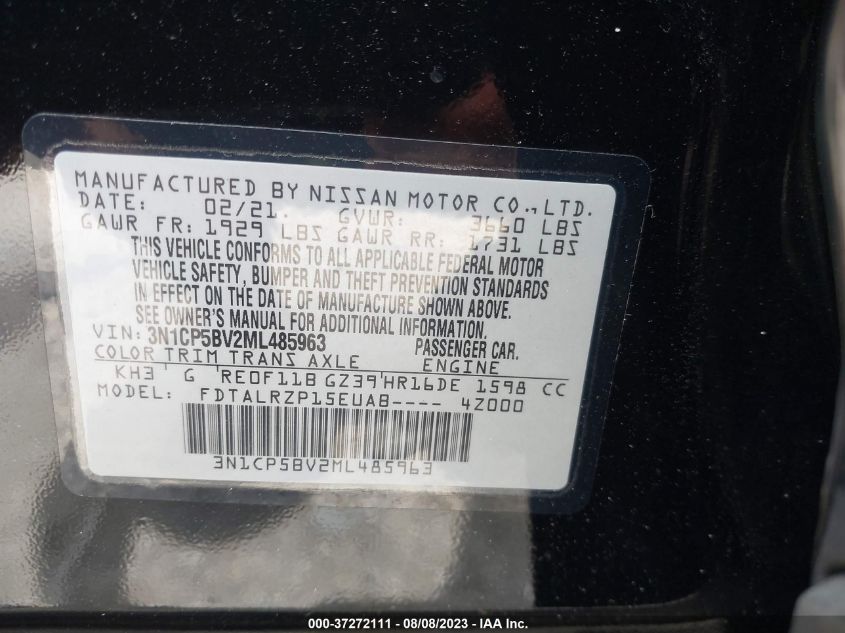 MANUFACTURED BY NISSAN MOTOR CO., LTD.
DATE: 02/21. GVWR: 3660 LBS
GAWR FR: 1929 LBS GAWR RR: 1731 LBS
THIS VEHICLE CONFORMS TO ALL APPLICABLE FEDERAL MOTOR
VEHICLE SAFETY, BUMPER AND THEFT PREVENTION STANDARDS
IN EFFECT ON THE DATE OF MANUFACTURE SHOWN ABOVE.
SEE OWNER'S MANUAL FOR ADDITIONAL INFORMATION.
VIN: 3N1CP5BV2ML485963 PASSENGER CAR.
COLOR TRIM TRANS AXLE ENGINE
KH3 G RE0F11B GZ39 HR16DE 1598 CC
MODEL: FDTALRZP15EUAB---- 4Z000
3N1CP5BV2ML485963
000-37272111 - 08/08/2023 - IAA Inc.